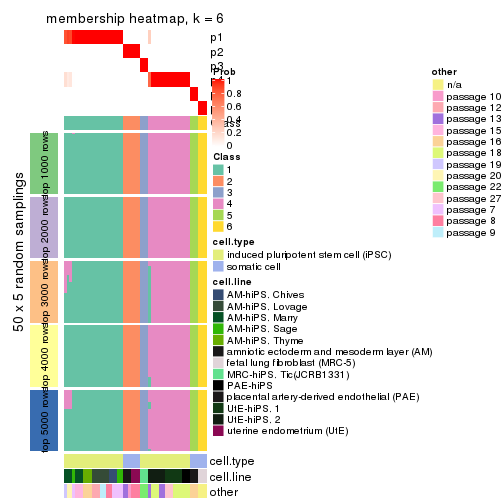 membership heatmap, k = 6
p1
p2
p3
Prob
1
0.8
0.6
0.4
0.2
0
Class
1
2
3
4
5
6
cell.type
induced pluripotent stem cell (iPSC)
somatic cell
cell.line
AM-hiPS. Chives
AM-hiPS. Lovage
AM-hiPS. Marry
AM-hiPS. Sage
AM-hiPS. Thyme
amniotic ectoderm and mesoderm layer (AM)
fetal lung fibroblast (MRC-5)
MRC-hiPS. Tic(JCRB1331)
PAE-hiPS
placental artery-derived endothelial (PAE)
UtE-hiPS. 1
UtE-hiPS. 2
uterine endometrium (UtE)
other
n/a
passage 10
passage 12
passage 13
passage 15
passage 16
passage 18
passage 19
passage 20
passage 22
passage 27
passage 7
passage 8
passage 9
50 x 5 random samplings
top 1000 rows
top 2000 rows
top 3000 rows
top 4000 rows
top 5000 rows
cell.type
cell.line
other